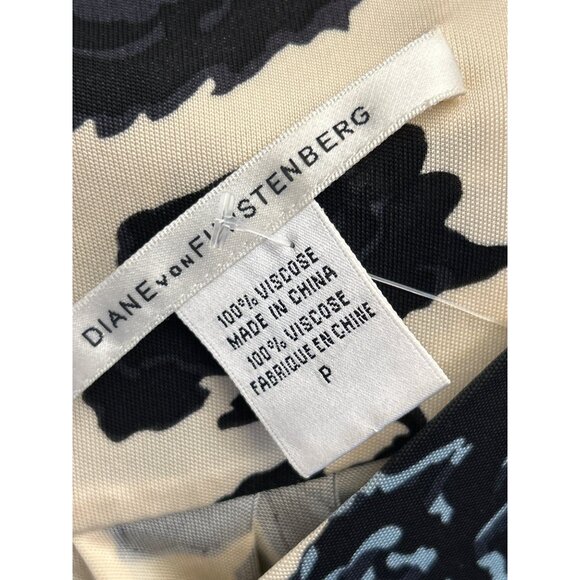 DIANE VON FURSTENBERG
100% VISCOSE
MADE IN CHINA
100% VISCOSE
FABRIQUE EN CHINE
P